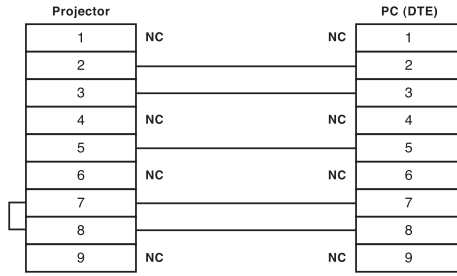 Projector PC (DTE)
1 NC NC 1
2 2
3 3
4 NC NC 4
5 5
6 NC NC 6
7 7
8 8
9 NC NC 9